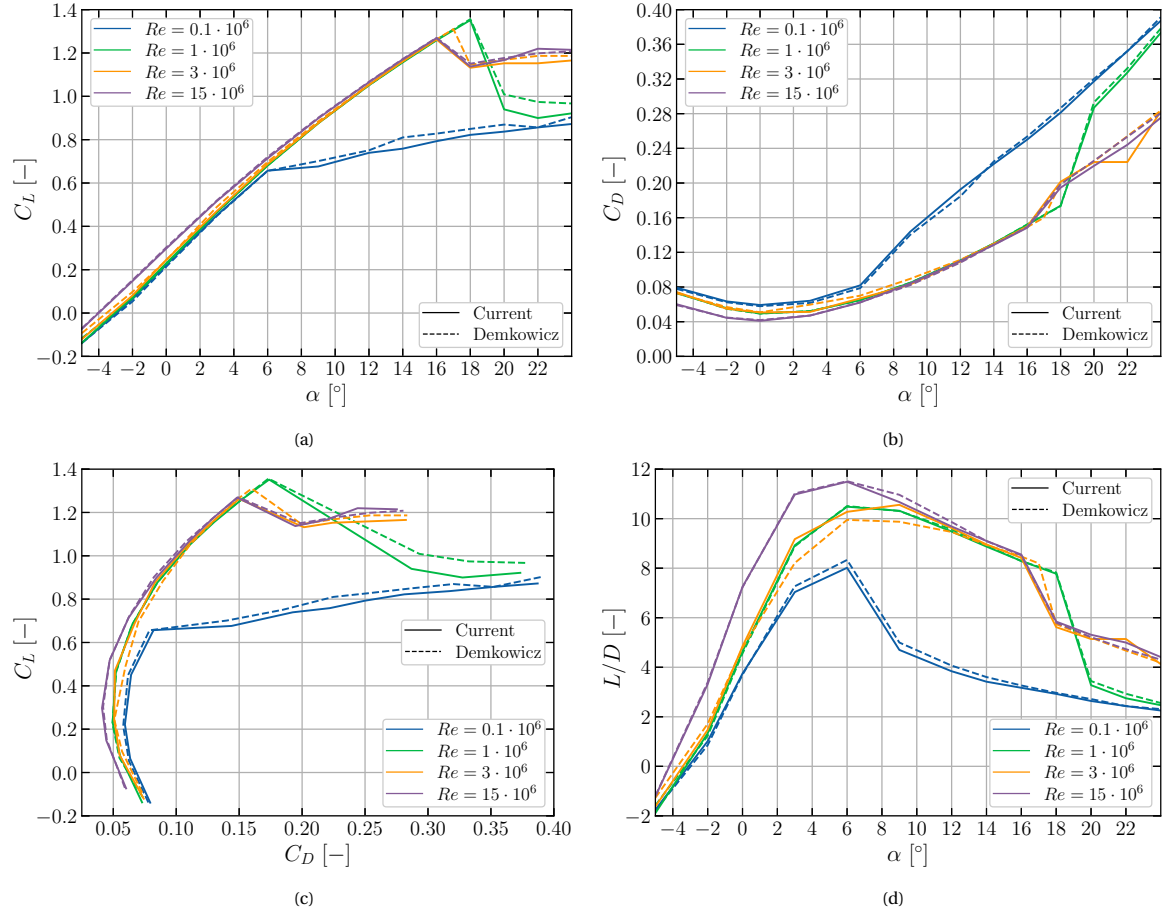 1.4
1.2
1.0
0.8
0.6
0.4
0.2
0.0
−0.2
C_L [−]
Re = 0.1 · 10^6
Re = 1 · 10^6
Re = 3 · 10^6
Re = 15 · 10^6
Current
Demkowicz
−4 −2 0 2 4 6 8 10 12 14 16 18 20 22
α [°]
(a)
0.40
0.36
0.32
0.28
0.24
0.20
0.16
0.12
0.08
0.04
0.00
C_D [−]
Re = 0.1 · 10^6
Re = 1 · 10^6
Re = 3 · 10^6
Re = 15 · 10^6
Current
Demkowicz
−4 −2 0 2 4 6 8 10 12 14 16 18 20 22
α [°]
(b)
1.4
1.2
1.0
0.8
0.6
0.4
0.2
0.0
−0.2
C_L [−]
Current
Demkowicz
Re = 0.1 · 10^6
Re = 1 · 10^6
Re = 3 · 10^6
Re = 15 · 10^6
0.05 0.10 0.15 0.20 0.25 0.30 0.35 0.40
C_D [−]
(c)
12
10
8
6
4
2
0
−2
L/D [−]
Current
Demkowicz
Re = 0.1 · 10^6
Re = 1 · 10^6
Re = 3 · 10^6
Re = 15 · 10^6
−4 −2 0 2 4 6 8 10 12 14 16 18 20 22
α [°]
(d)